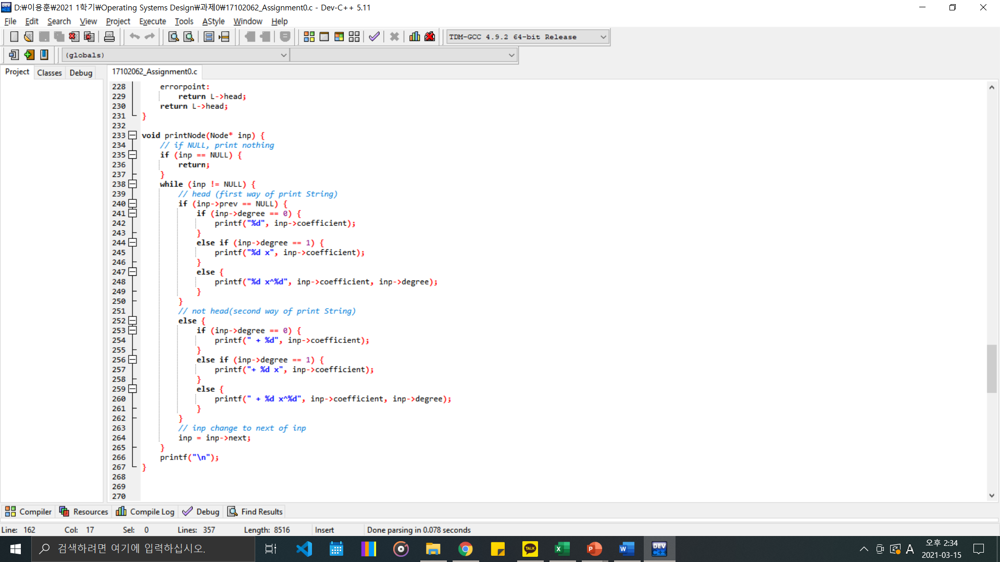 D:\이용훈\2021 1학기\Operating Systems Design\과제0\17102062_Assignment0.c - Dev-C++ 5.11
File Edit Search View Project Execute Tools AStyle Window Help
TDM-GCC 4.9.2 64-bit Release
(globals)
Project Classes Debug 17102062_Assignment0.c
228 errorpoint:
229 return L->head;
230 return L->head;
231 }
232
233 void printNode(Node* inp) {
234 // if NULL, print nothing
235 if (inp == NULL) {
236 return;
237 }
238 while (inp != NULL) {
239 // head (first way of print String)
240 if (inp->prev == NULL) {
241 if (inp->degree == 0) {
242 printf("%d", inp->coefficient);
243 }
244 else if (inp->degree == 1) {
245 printf("%d x", inp->coefficient);
246 }
247 else {
248 printf("%d x^%d", inp->coefficient, inp->degree);
249 }
250 }
251 // not head(second way of print String)
252 else {
253 if (inp->degree == 0) {
254 printf(" + %d", inp->coefficient);
255 }
256 else if (inp->degree == 1) {
257 printf("+ %d x", inp->coefficient);
258 }
259 else {
260 printf(" + %d x^%d", inp->coefficient, inp->degree);
261 }
262 }
263 // inp change to next of inp
264 inp = inp->next;
265 }
266 printf("\n");
267 }
268
269
270
Compiler Resources Compile Log Debug Find Results
Line: 162 Col: 17 Sel: 0 Lines: 357 Length: 8516 Insert Done parsing in 0.078 seconds
검색하려면 여기에 입력하십시오.
TALK
DEV C++
A
오후 2:34
2021-03-15